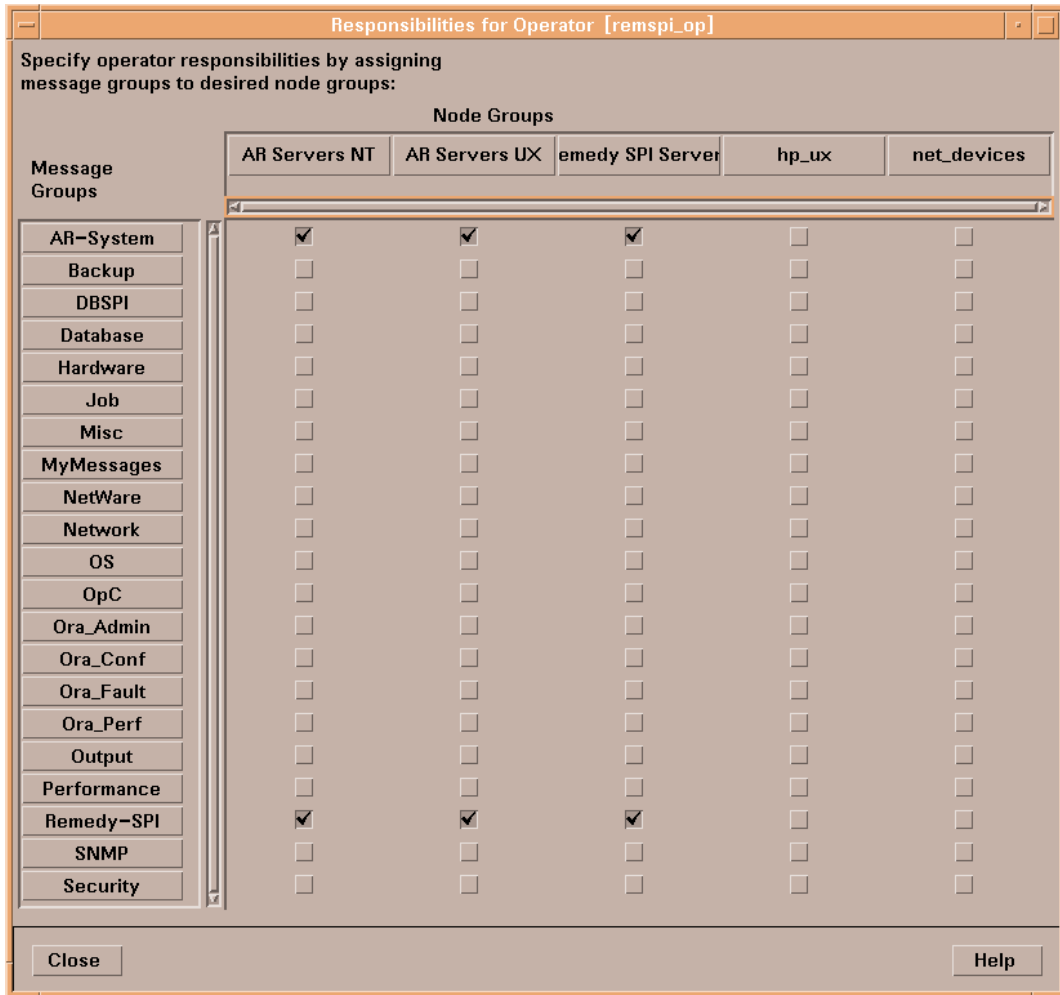 Responsibilities for Operator [remspi_op]
Specify operator responsibilities by assigning
message groups to desired node groups:
Node Groups
Message
Groups
AR Servers NT AR Servers UX emedy SPI Server hp_ux net_devices
AR-System
Backup
DBSPI
Database
Hardware
Job
Misc
MyMessages
NetWare
Network
OS
OpC
Ora_Admin
Ora_Conf
Ora_Fault
Ora_Perf
Output
Performance
Remedy-SPI
SNMP
Security
Close Help